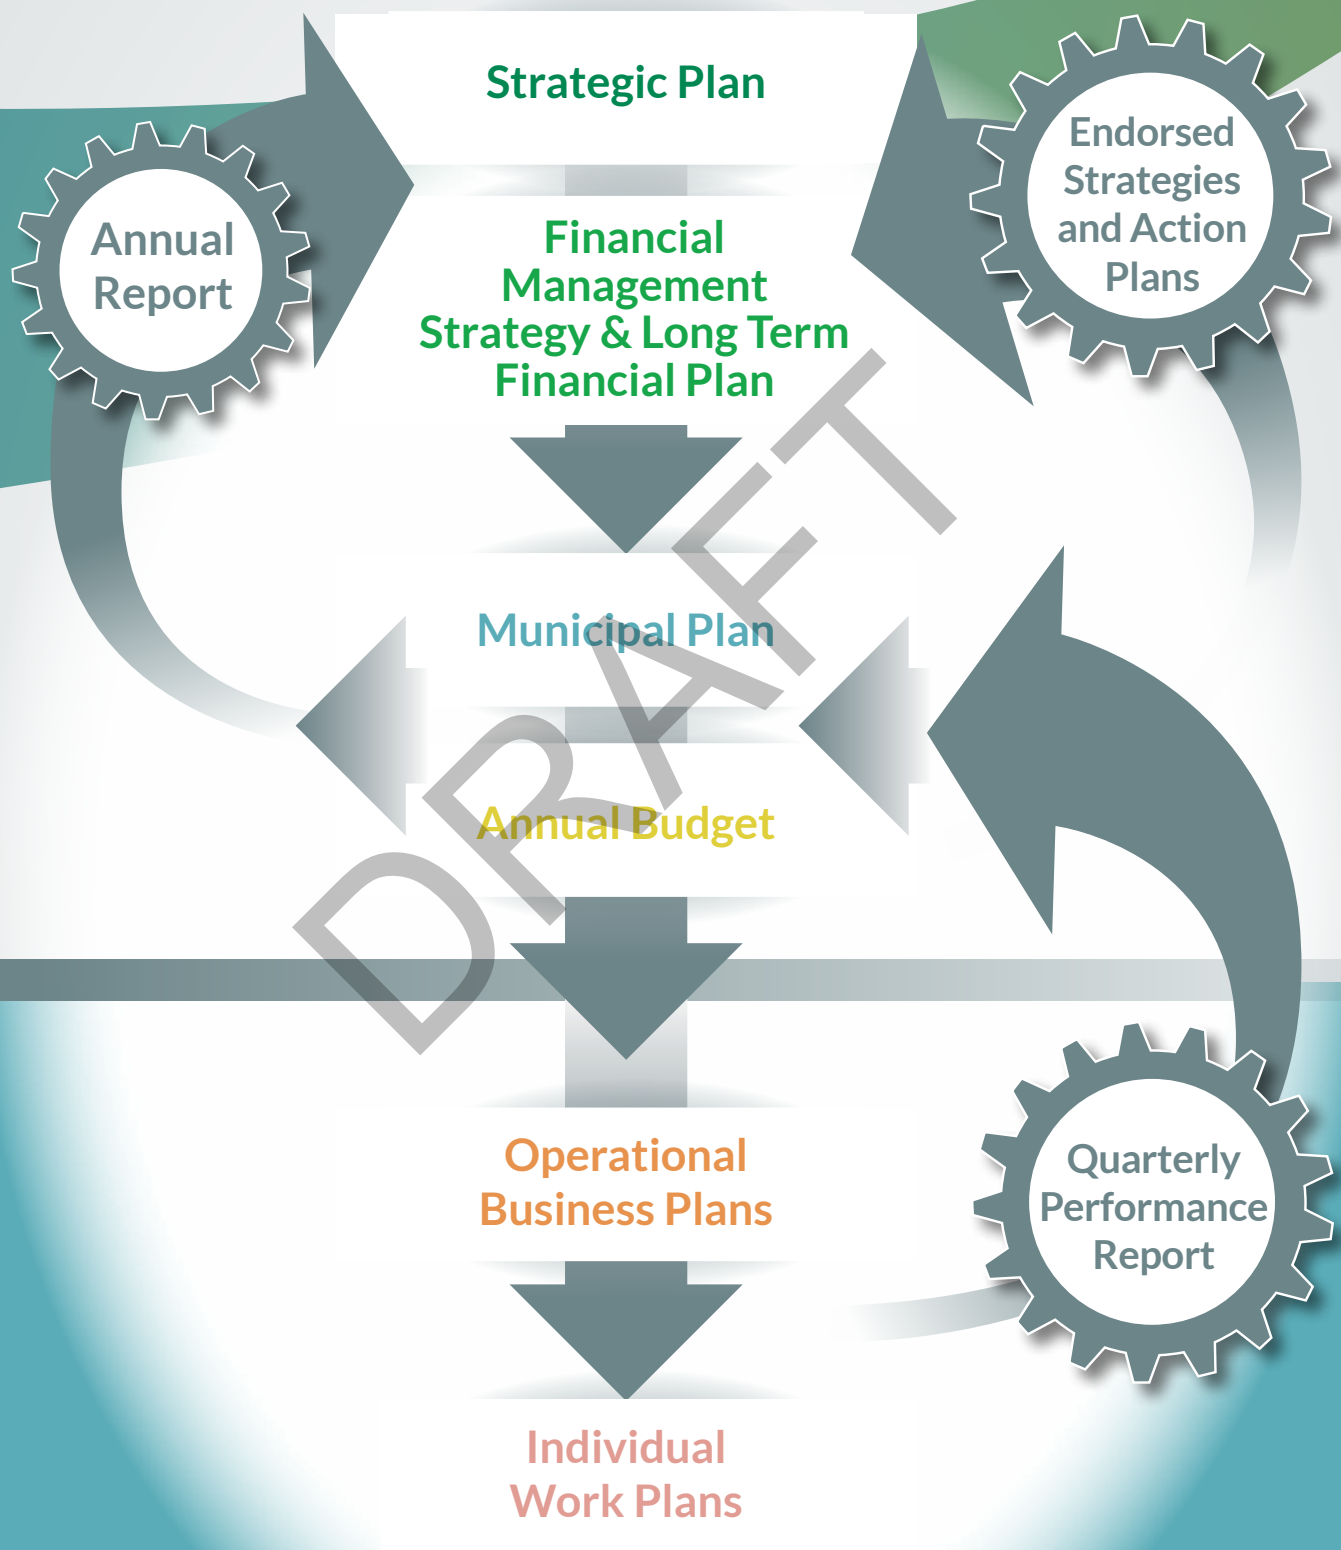 Strategic Plan
Endorsed
Strategies
and Action
Plans
Annual
Report
Financial
Management
Strategy & Long Term
Financial Plan
Municipal Plan
Annual Budget
DRAFT
Operational
Business Plans
Quarterly
Performance
Report
Individual
Work Plans